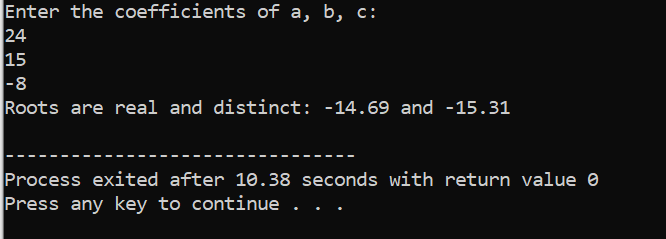 Enter the coefficients of a, b, c:
24
15
-8
Roots are real and distinct: -14.69 and -15.31
--------------------------------
Process exited after 10.38 seconds with return value 0
Press any key to continue . . .